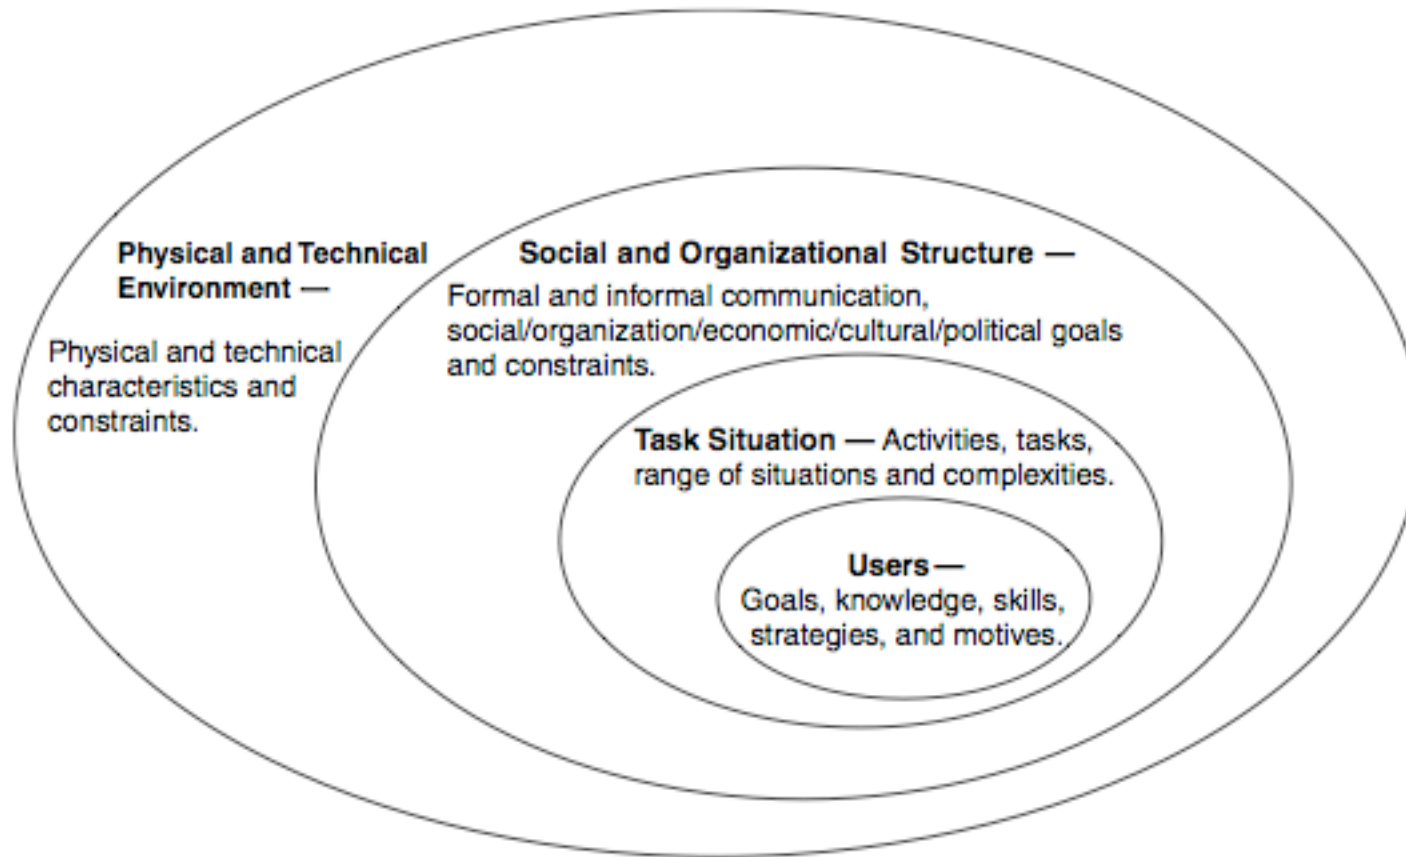 Physical and Technical
Environment —
Physical and technical
characteristics and
constraints.
Social and Organizational Structure —
Formal and informal communication,
social/organization/economic/cultural/political goals
and constraints.
Task Situation — Activities, tasks,
range of situations and complexities.
Users —
Goals, knowledge, skills,
strategies, and motives.